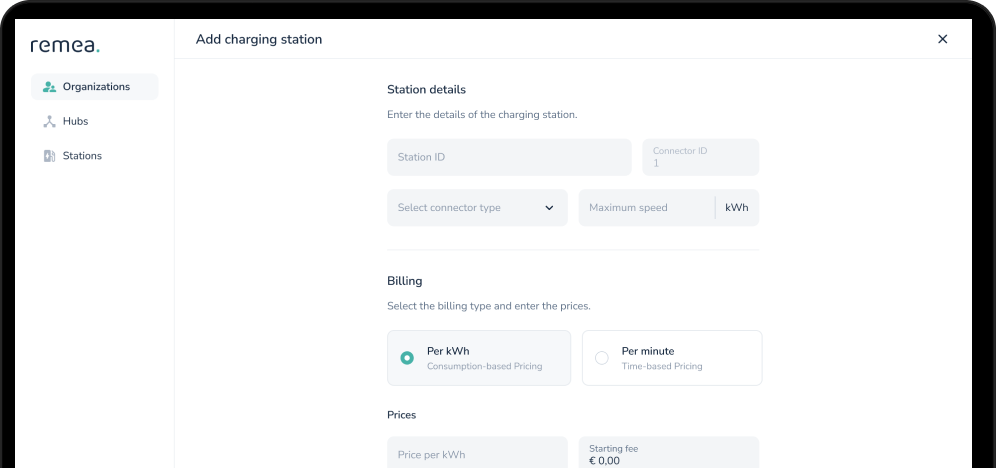 remea.
Add charging station
Organizations
Hubs
Stations
Station details
Enter the details of the charging station.
Station ID
Connector ID
1
Select connector type
Maximum speed
kWh
Billing
Select the billing type and enter the prices.
Per kWh
Consumption-based Pricing
Per minute
Time-based Pricing
Prices
Price per kWh
Starting fee
€ 0,00